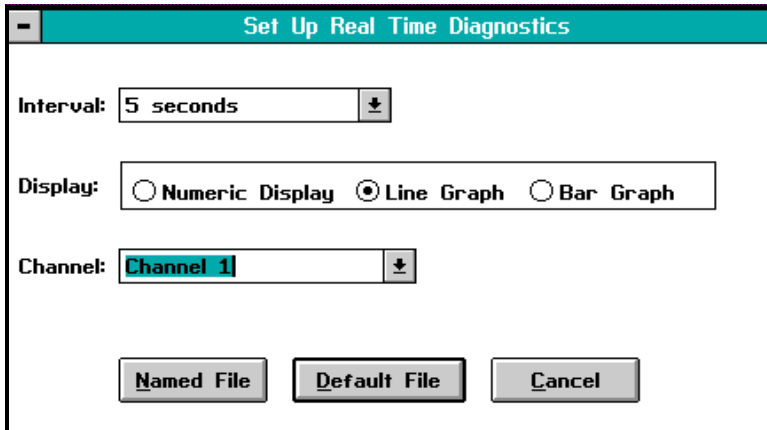 Set Up Real Time Diagnostics
Interval: 5 seconds
Display: Numeric Display Line Graph Bar Graph
Channel: Channel 1
Named File Default File Cancel